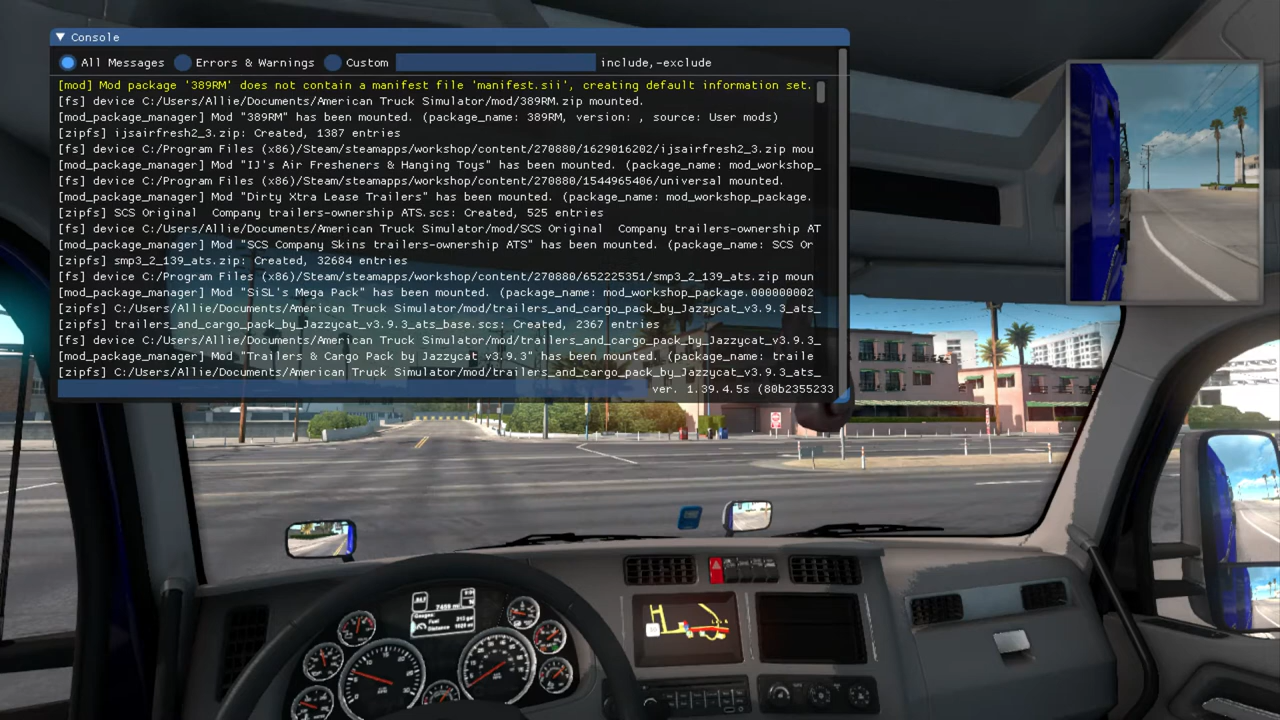 Console
All Messages Errors & Warnings Custom include,-exclude
[mod] Mod package '389RM' does not contain a manifest file 'manifest.sii', creating default information set.
[fs] device C:/Users/Allie/Documents/American Truck Simulator/mod/389RM.zip mounted.
[mod_package_manager] Mod "389RM" has been mounted. (package_name: 389RM, version: , source: User mods)
[zipfs] ijsairfresh2_3.zip: Created, 1387 entries
[fs] device C:/Program Files (x86)/Steam/steamapps/workshop/content/270880/1629016202/ijsairfresh2_3.zip mou
[mod_package_manager] Mod "IJ's Air Fresheners & Hanging Toys" has been mounted. (package_name: mod_workshop_
[fs] device C:/Program Files (x86)/Steam/steamapps/workshop/content/270880/1544965406/universal mounted.
[mod_package_manager] Mod "Dirty Xtra Lease Trailers" has been mounted. (package_name: mod_workshop_package.
[zipfs] SCS Original  Company trailers-ownership ATS.scs: Created, 525 entries
[fs] device C:/Users/Allie/Documents/American Truck Simulator/mod/SCS Original  Company trailers-ownership AT
[mod_package_manager] Mod "SCS Company Skins trailers-ownership ATS" has been mounted. (package_name: SCS Or
[zipfs] smp3_2_139_ats.zip: Created, 32684 entries
[fs] device C:/Program Files (x86)/Steam/steamapps/workshop/content/270880/652225351/smp3_2_139_ats.zip moun
[mod_package_manager] Mod "SiSL's Mega Pack" has been mounted. (package_name: mod_workshop_package.000000002
[zipfs] C:/Users/Allie/Documents/American Truck Simulator/mod/trailers_and_cargo_pack_by_Jazzycat_v3.9.3_ats_
[zipfs] trailers_and_cargo_pack_by_Jazzycat_v3.9.3_ats_base.scs: Created, 2367 entries
[fs] device C:/Users/Allie/Documents/American Truck Simulator/mod/trailers_and_cargo_pack_by_Jazzycat_v3.9.3_
[mod_package_manager] Mod "Trailers & Cargo Pack by Jazzycat v3.9.3" has been mounted. (package_name: traile
[zipfs] C:/Users/Allie/Documents/American Truck Simulator/mod/trailers_and_cargo_pack_by_Jazzycat_v3.9.3_ats_
ver. 1.39.4.5s (80b2355233
Fuel
Distance